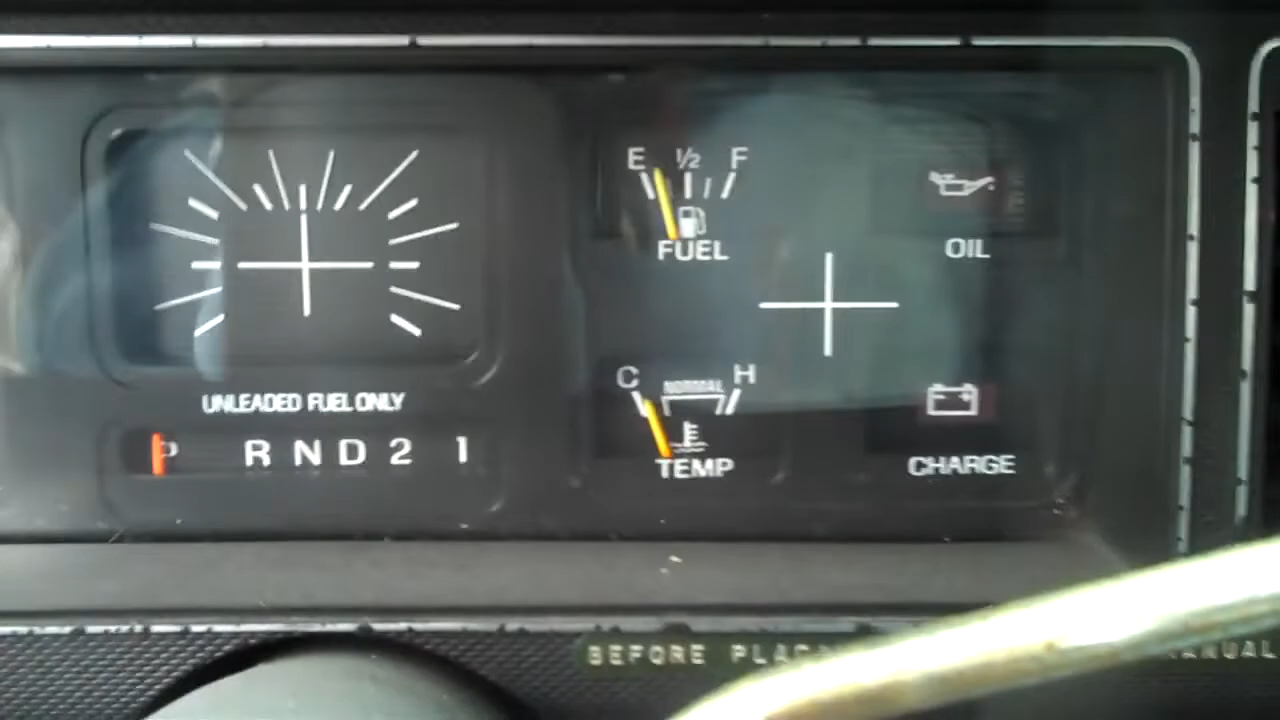 E ½ F
FUEL
OIL
UNLEADED FUEL ONLY
P R N D 2 1
C NORMAL H
TEMP
CHARGE
BEFORE